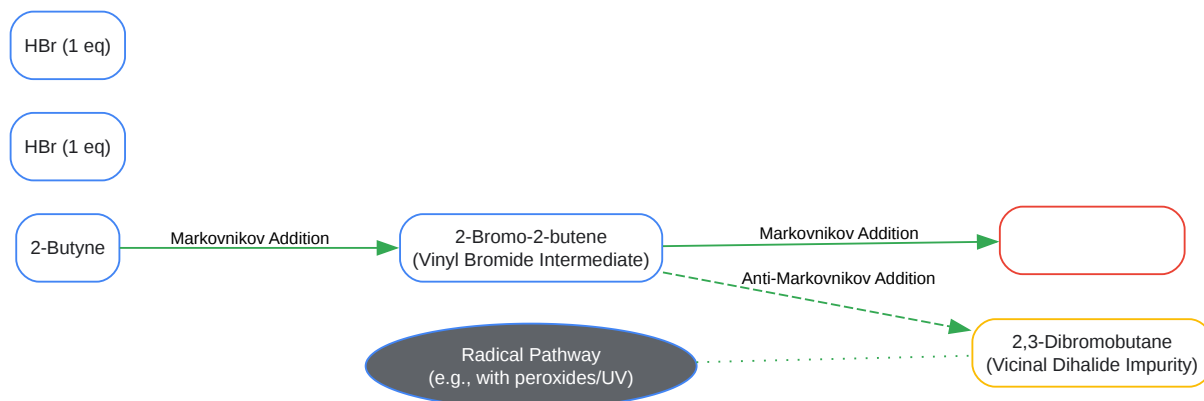 HBr (1 eq)
HBr (1 eq)
2-Butyne
Markovnikov Addition
2-Bromo-2-butene
(Vinyl Bromide Intermediate)
Markovnikov Addition
Anti-Markovnikov Addition
2,3-Dibromobutane
(Vicinal Dihalide Impurity)
Radical Pathway
(e.g., with peroxides/UV)